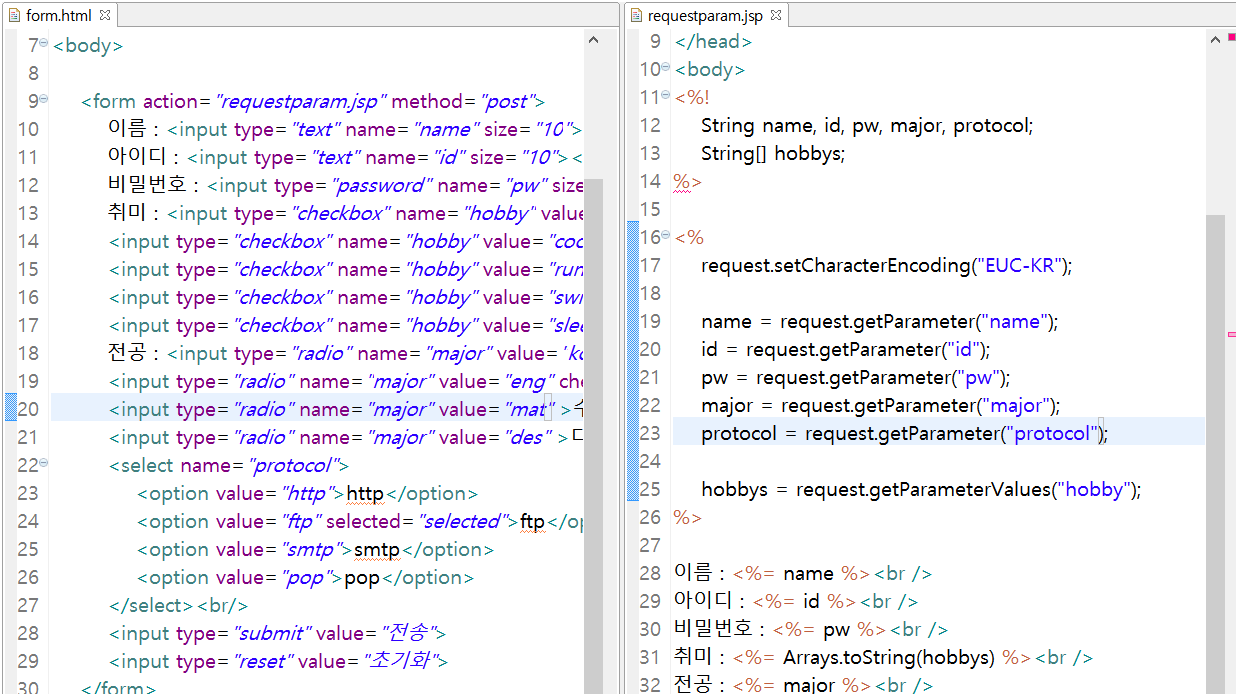 form.html
7 <body>
8
9 <form action="requestparam.jsp" method="post">
10 이름 : <input type="text" name="name" size="10">
11 아이디 : <input type="text" name="id" size="10"><
12 비밀번호 : <input type="password" name="pw" size
13 취미 : <input type="checkbox" name="hobby" value
14 <input type="checkbox" name="hobby" value="coo
15 <input type="checkbox" name="hobby" value="run
16 <input type="checkbox" name="hobby" value="swi
17 <input type="checkbox" name="hobby" value="slee
18 전공 : <input type="radio" name="major" value="ko
19 <input type="radio" name="major" value="eng" che
20 <input type="radio" name="major" value="mat" >수
21 <input type="radio" name="major" value="des" >디
22 <select name="protocol">
23 <option value="http">http</option>
24 <option value="ftp" selected="selected">ftp</op
25 <option value="smtp">smtp</option>
26 <option value="pop">pop</option>
27 </select><br/>
28 <input type="submit" value="전송">
29 <input type="reset" value="초기화">
30 </form>
requestparam.jsp
9 </head>
10 <body>
11 <%!
12 String name, id, pw, major, protocol;
13 String[] hobbys;
14 %>
15
16 <%
17 request.setCharacterEncoding("EUC-KR");
18
19 name = request.getParameter("name");
20 id = request.getParameter("id");
21 pw = request.getParameter("pw");
22 major = request.getParameter("major");
23 protocol = request.getParameter("protocol");
24
25 hobbys = request.getParameterValues("hobby");
26 %>
27
28 이름 : <%= name %><br />
29 아이디 : <%= id %><br />
30 비밀번호 : <%= pw %><br />
31 취미 : <%= Arrays.toString(hobbys) %><br />
32 전공 : <%= major %><br />